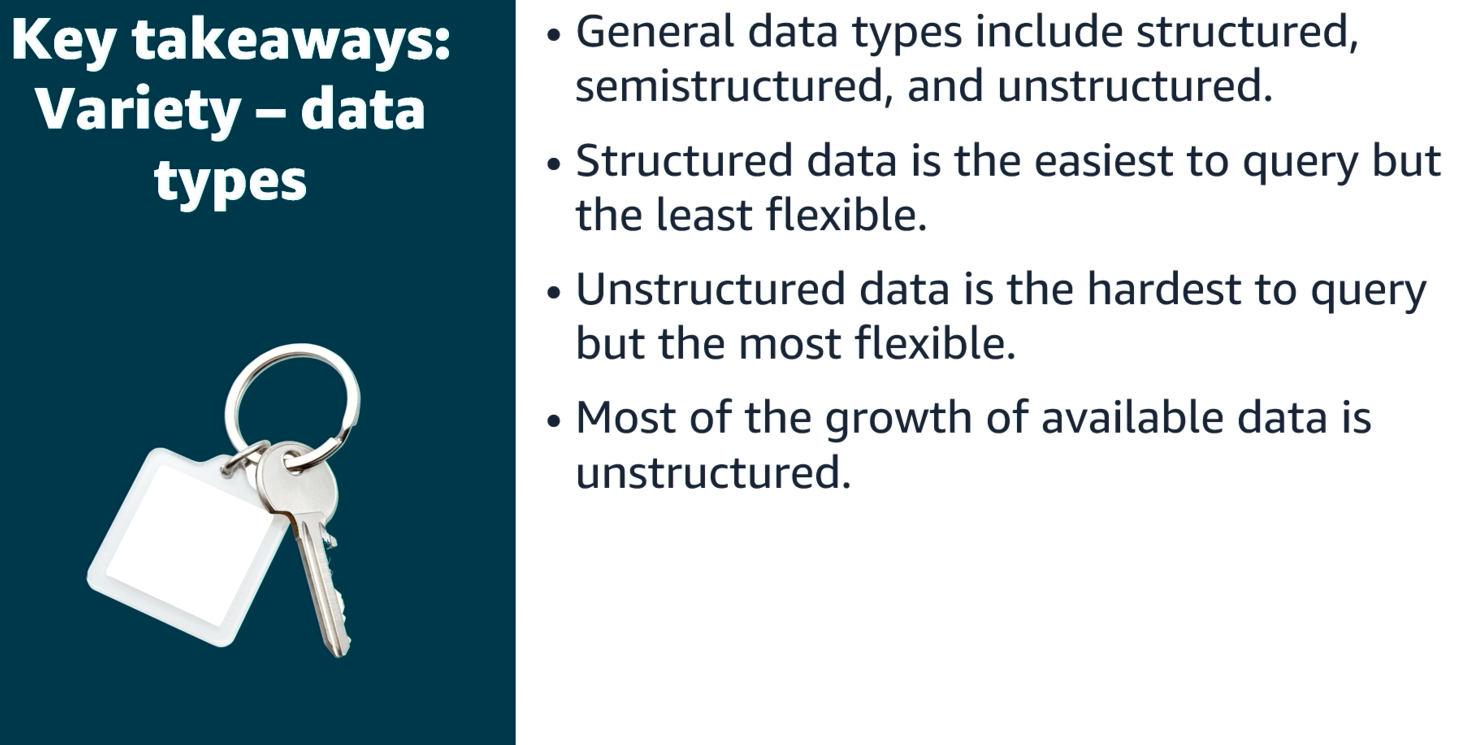 Key takeaways:
Variety – data
types
• General data types include structured,
semistructured, and unstructured.
• Structured data is the easiest to query but
the least flexible.
• Unstructured data is the hardest to query
but the most flexible.
• Most of the growth of available data is
unstructured.